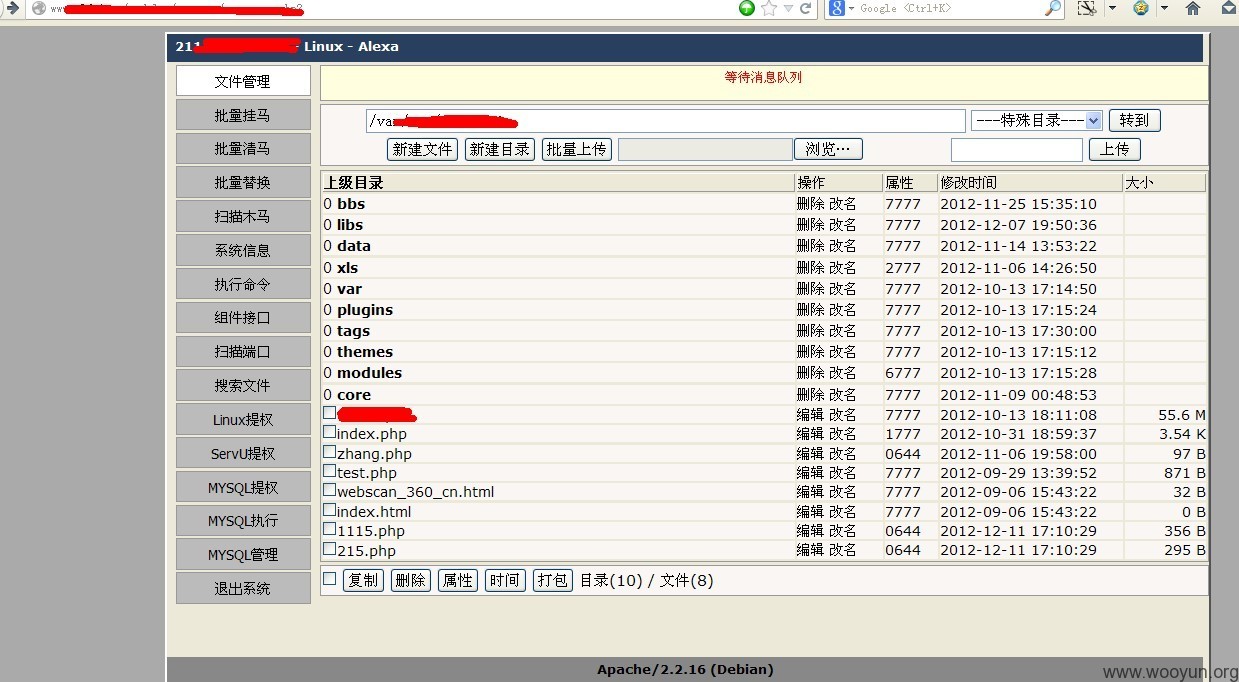 www
Google <Ctrl+K>
211 Linux - Alexa
文件管理
批量挂马
批量清马
批量替换
扫描木马
系统信息
执行命令
组件接口
扫描端口
搜索文件
Linux提权
ServU提权
MYSQL提权
MYSQL执行
MYSQL管理
退出系统
等待消息队列
/va ---特殊目录--- 转到
新建文件 新建目录 批量上传 浏览… 上传
上级目录 操作 属性 修改时间 大小
0 bbs 删除 改名 7777 2012-11-25 15:35:10
0 libs 删除 改名 7777 2012-12-07 19:50:36
0 data 删除 改名 7777 2012-11-14 13:53:22
0 xls 删除 改名 2777 2012-11-06 14:26:50
0 var 删除 改名 7777 2012-10-13 17:14:50
0 plugins 删除 改名 7777 2012-10-13 17:15:24
0 tags 删除 改名 7777 2012-10-13 17:30:00
0 themes 删除 改名 7777 2012-10-13 17:15:12
0 modules 删除 改名 6777 2012-10-13 17:15:28
0 core 删除 改名 7777 2012-11-09 00:48:53
编辑 改名 7777 2012-10-13 18:11:08 55.6 M
index.php 编辑 改名 1777 2012-10-31 18:59:37 3.54 K
zhang.php 编辑 改名 0644 2012-11-06 19:58:00 97 B
test.php 编辑 改名 7777 2012-09-29 13:39:52 871 B
webscan_360_cn.html 编辑 改名 7777 2012-09-06 15:43:22 32 B
index.html 编辑 改名 7777 2012-09-06 15:43:22 0 B
1115.php 编辑 改名 0644 2012-12-11 17:10:29 356 B
215.php 编辑 改名 0644 2012-12-11 17:10:29 295 B
复制 删除 属性 时间 打包 目录(10) / 文件(8)
Apache/2.2.16 (Debian)
www.wooyun.org